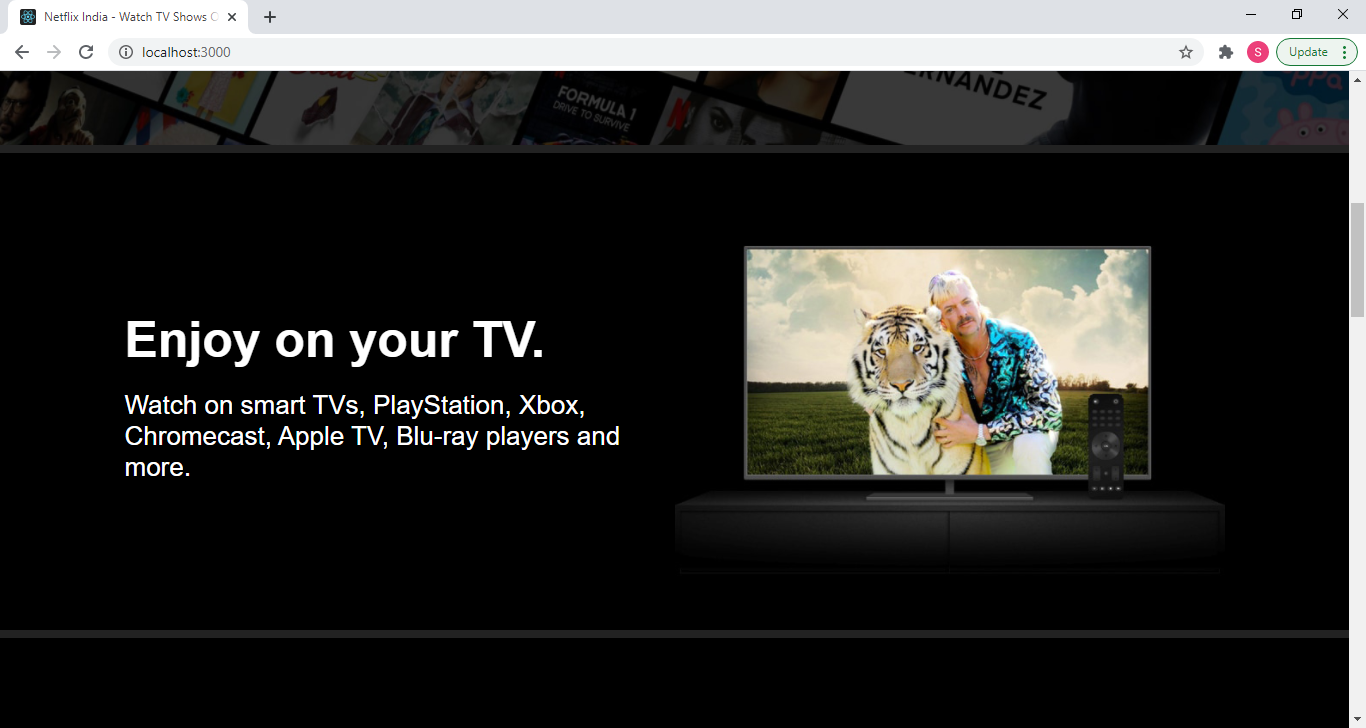 Netflix India - Watch TV Shows O
localhost:3000
S
Update
FORMULA 1
DRIVE TO SURVIVE
N
Enjoy on your TV.
Watch on smart TVs, PlayStation, Xbox,
Chromecast, Apple TV, Blu-ray players and
more.